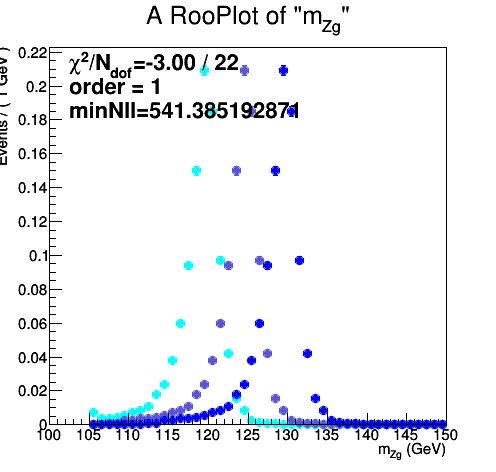 A RooPlot of "m_Zg"
χ²/N_dof=-3.00 / 22
order = 1
minNll=541.385192871
Events / ( 1 GeV )
0.22
0.2
0.18
0.16
0.14
0.12
0.1
0.08
0.06
0.04
0.02
0
100 105 110 115 120 125 130 135 140 145 150
m_Zg (GeV)